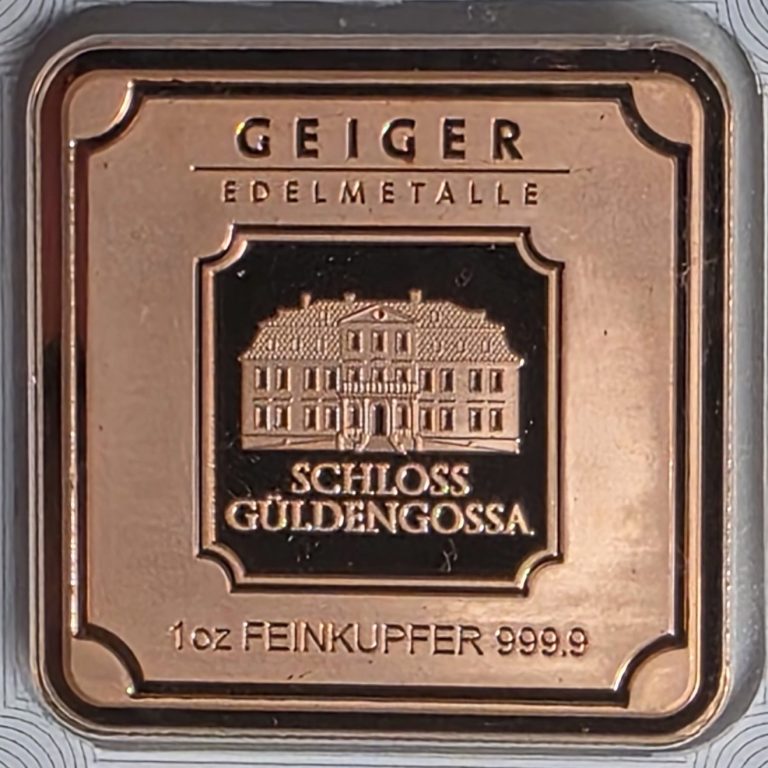 GEIGER
EDELMETALLE
SCHLOSS
GÜLDENGOSSA
1oz FEINKUPFER 999.9